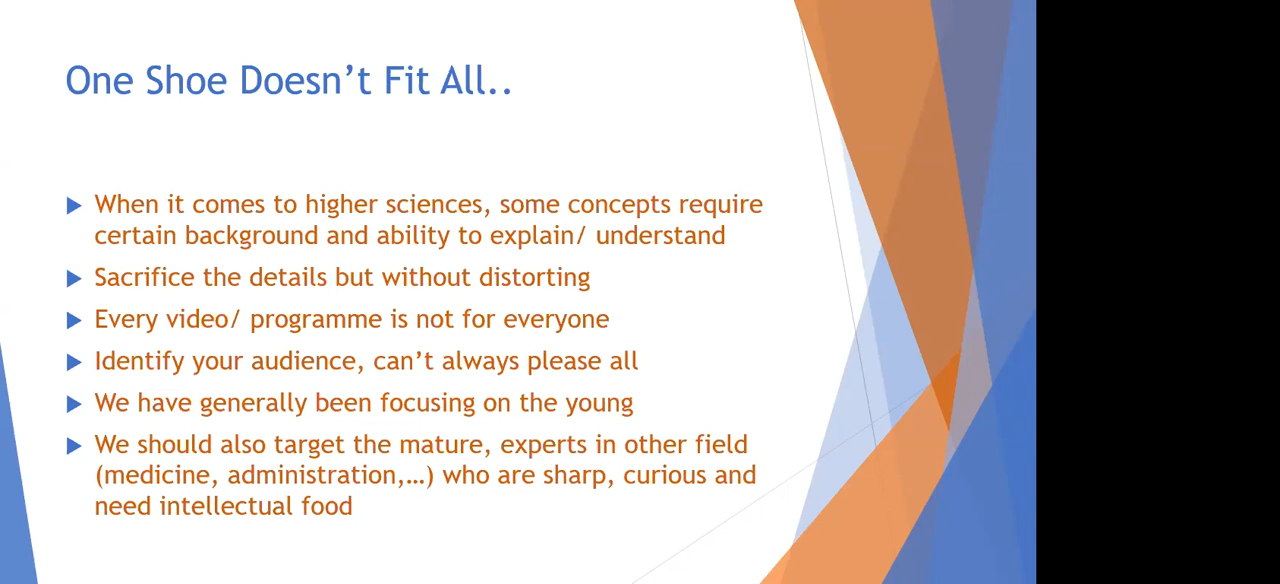 One Shoe Doesn't Fit All..
When it comes to higher sciences, some concepts require
certain background and ability to explain/ understand
Sacrifice the details but without distorting
Every video/ programme is not for everyone
Identify your audience, can't always please all
We have generally been focusing on the young
We should also target the mature, experts in other field
(medicine, administration,…) who are sharp, curious and
need intellectual food